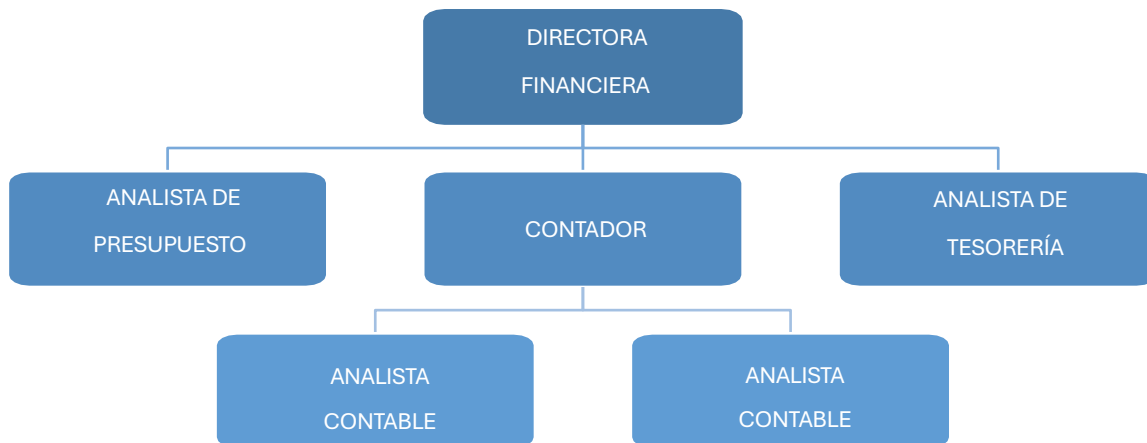 DIRECTORA
FINANCIERA
ANALISTA DE
PRESUPUESTO
CONTADOR
ANALISTA DE
TESORERÍA
ANALISTA
CONTABLE
ANALISTA
CONTABLE